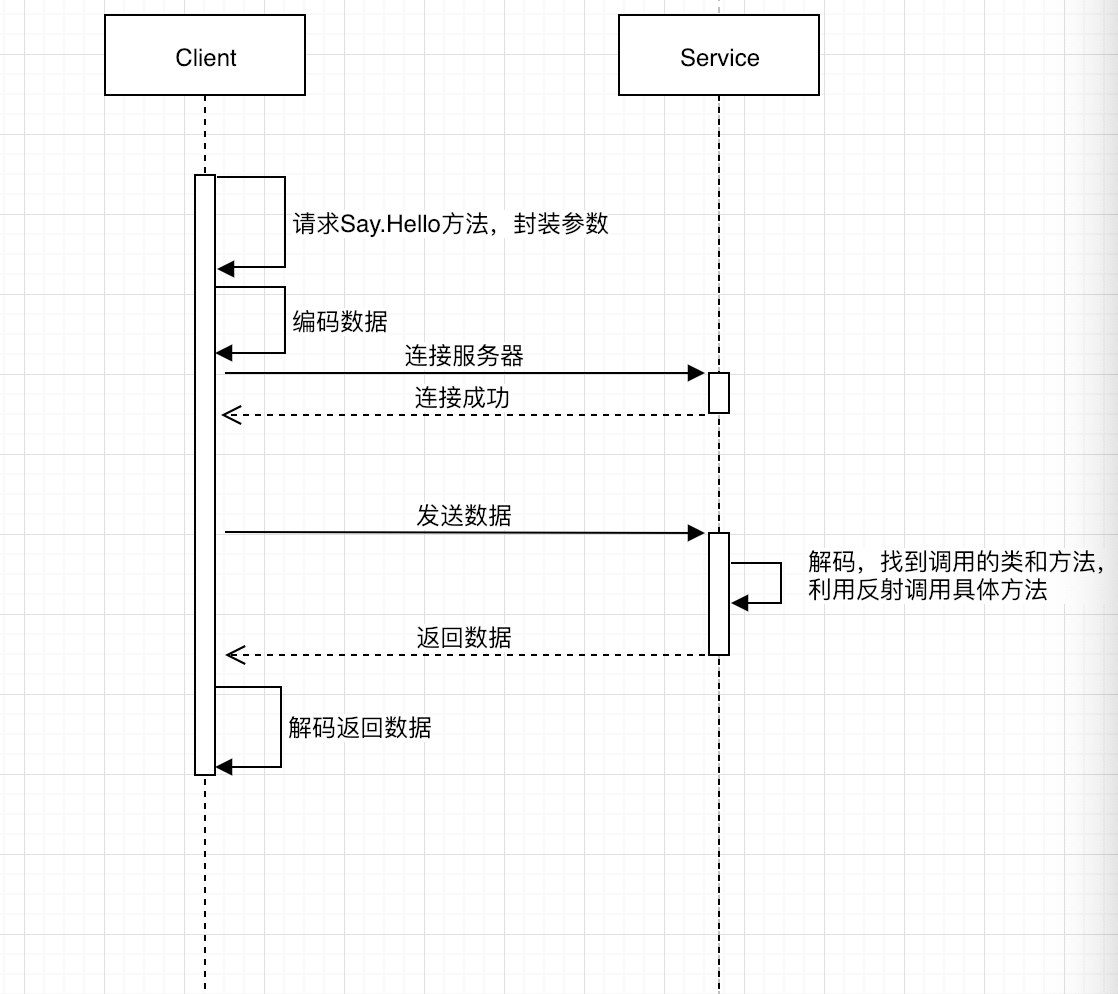 Client
Service
请求Say.Hello方法，封装参数
编码数据
连接服务器
连接成功
发送数据
解码，找到调用的类和方法，
利用反射调用具体方法
返回数据
解码返回数据